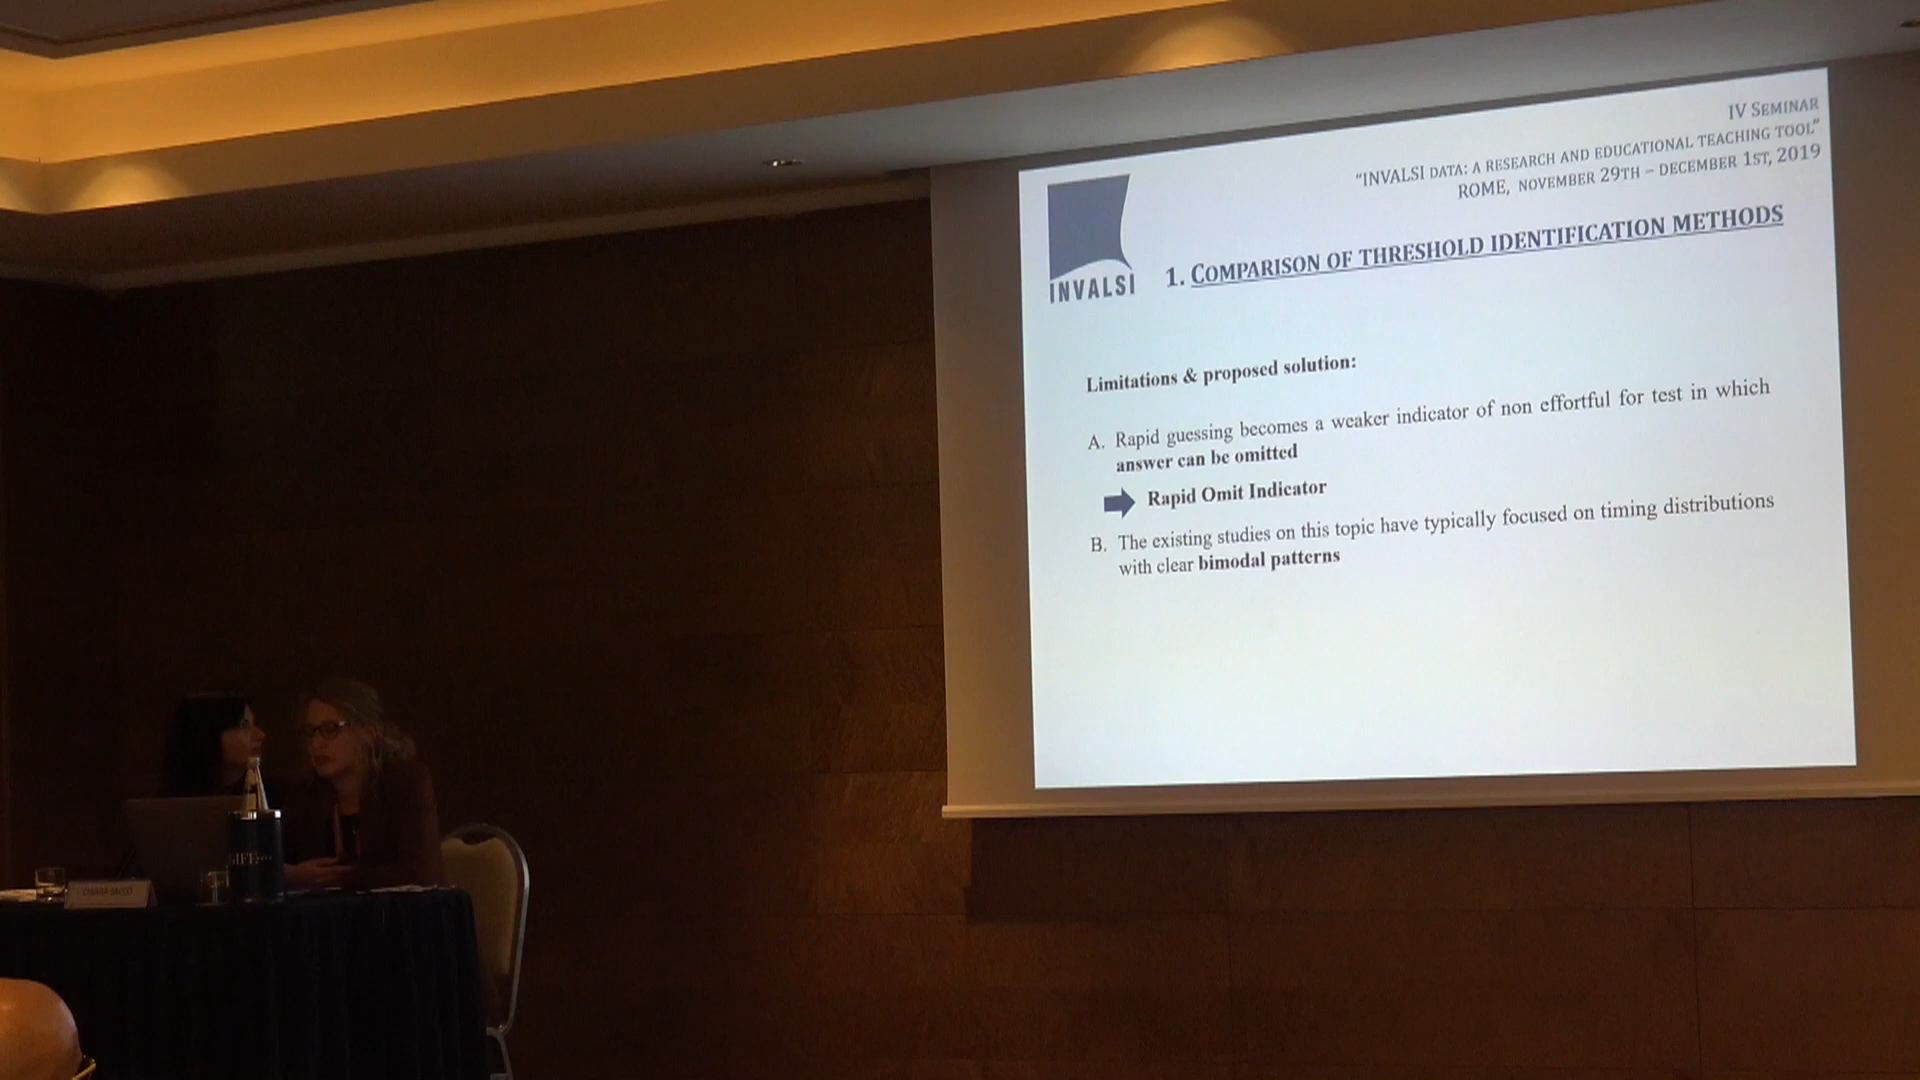 IV SEMINAR
"INVALSI DATA: A RESEARCH AND EDUCATIONAL TEACHING TOOL"
ROME, NOVEMBER 29TH – DECEMBER 1ST, 2019
INVALSI
1. COMPARISON OF THRESHOLD IDENTIFICATION METHODS
Limitations & proposed solution:
A. Rapid guessing becomes a weaker indicator of non effortful for test in which
answer can be omitted
Rapid Omit Indicator
B. The existing studies on this topic have typically focused on timing distributions
with clear bimodal patterns